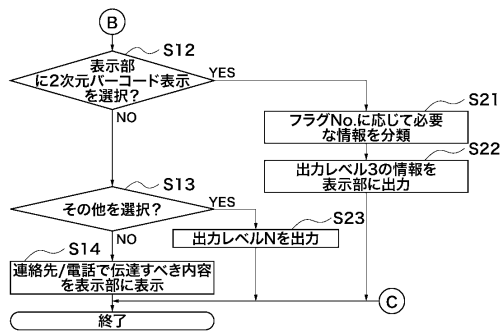 B
S12
表示部
に2次元バーコード表示
を選択？
YES
NO
S21
フラグNo.に応じて必要
な情報を分類
S22
出力レベル3の情報を
表示部に出力
S13
その他を選択？
YES
NO
S23
出力レベルNを出力
S14
連絡先/電話で伝達すべき内容
を表示部に表示
C
終了